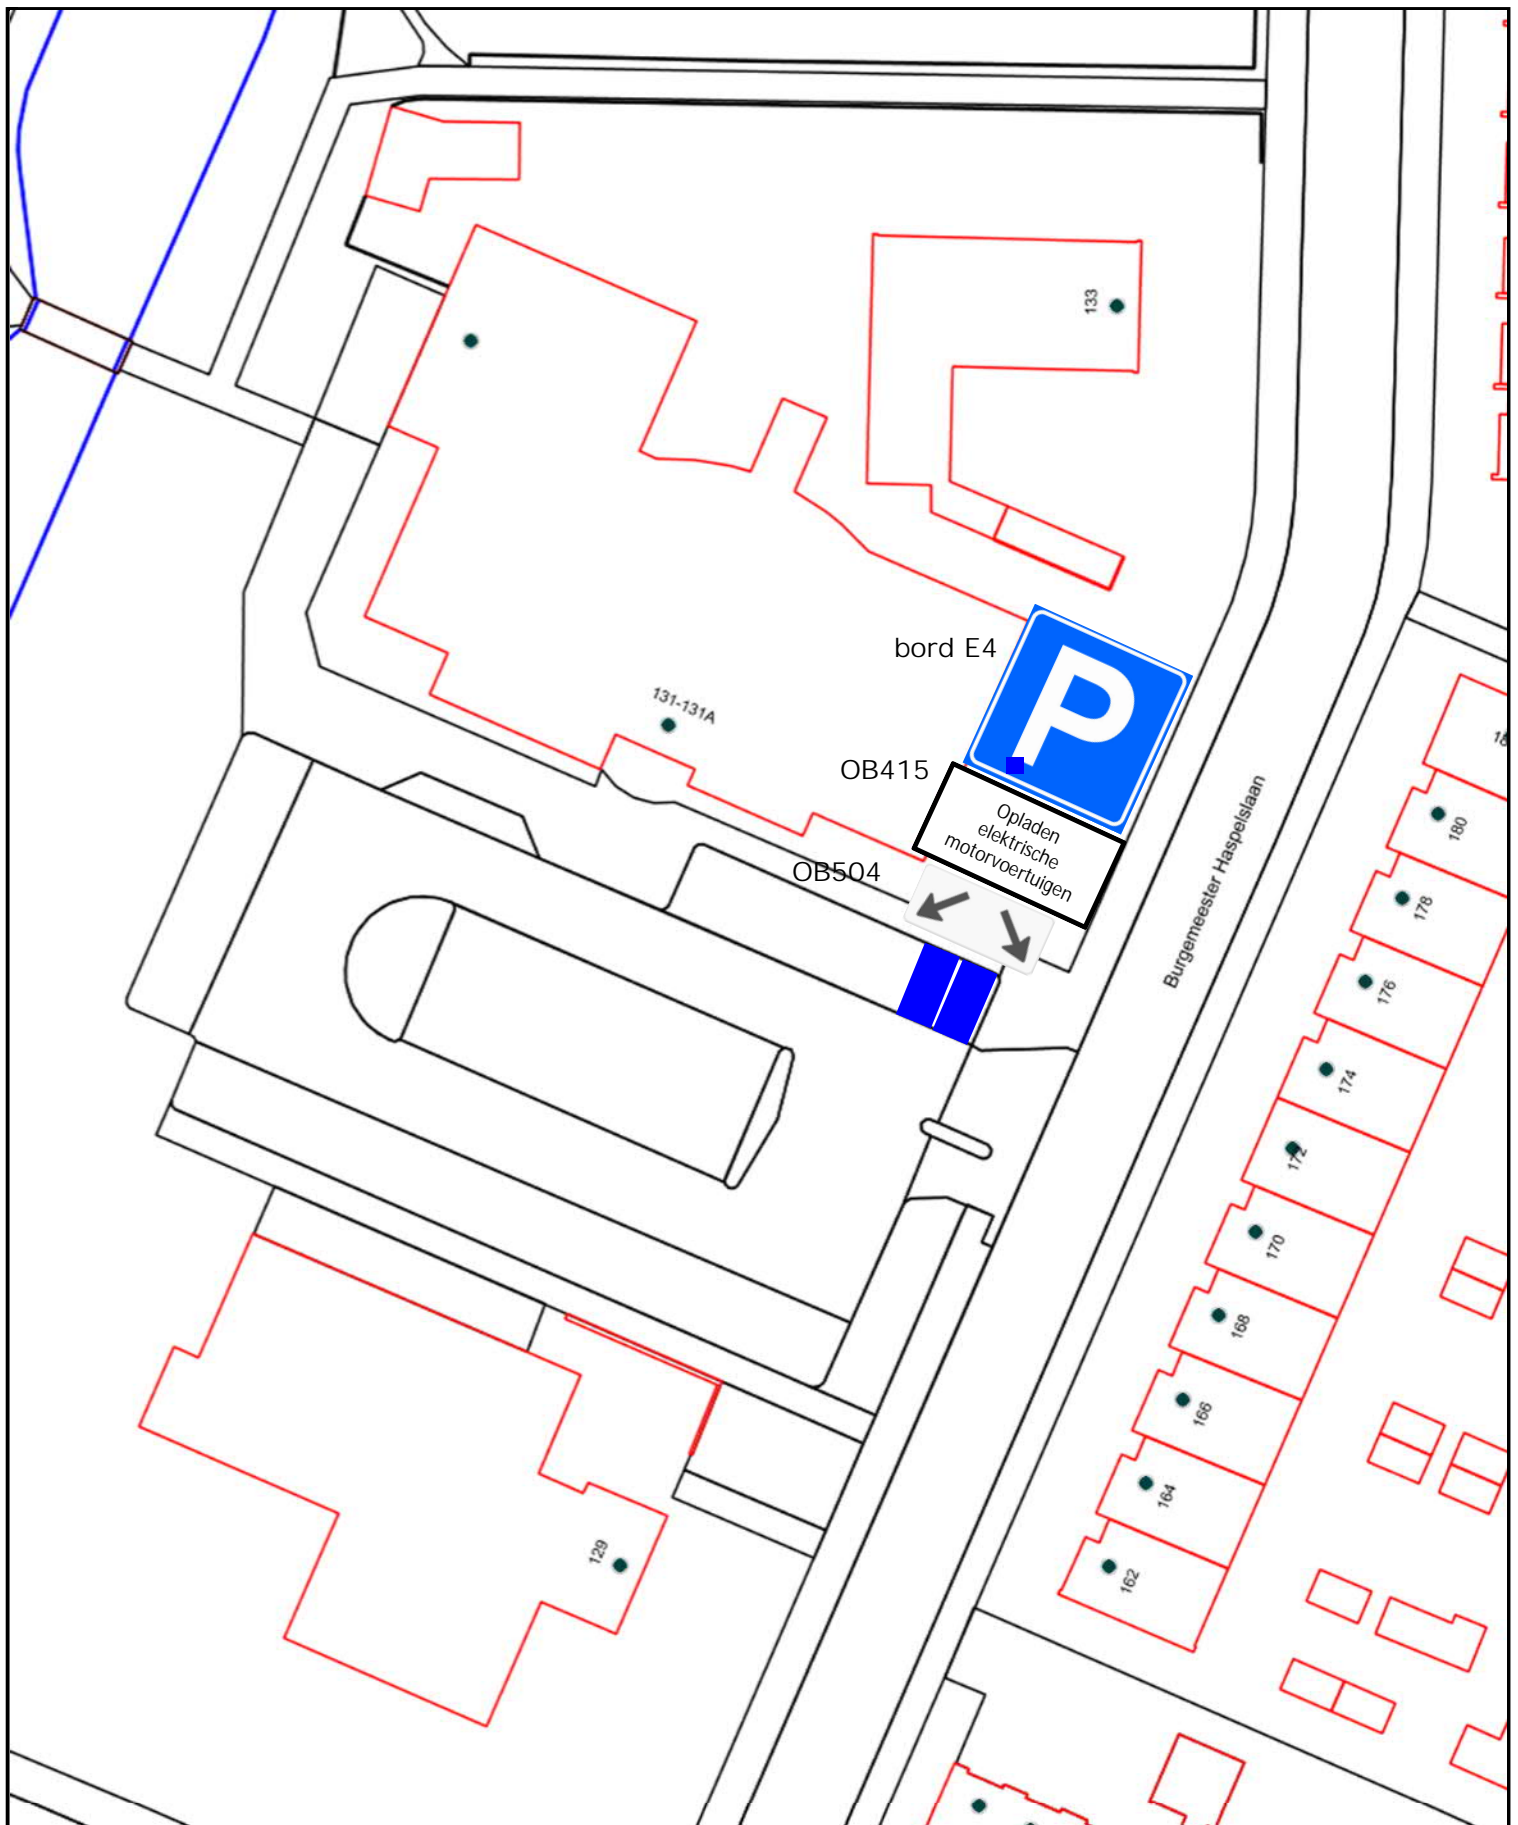 133
bord E4
P
131-131A
OB415
Opladen
elektrische
motorvoertuigen
OB504
Burgemeester Haspelslaan
180
178
176
174
172
170
168
166
164
162
129